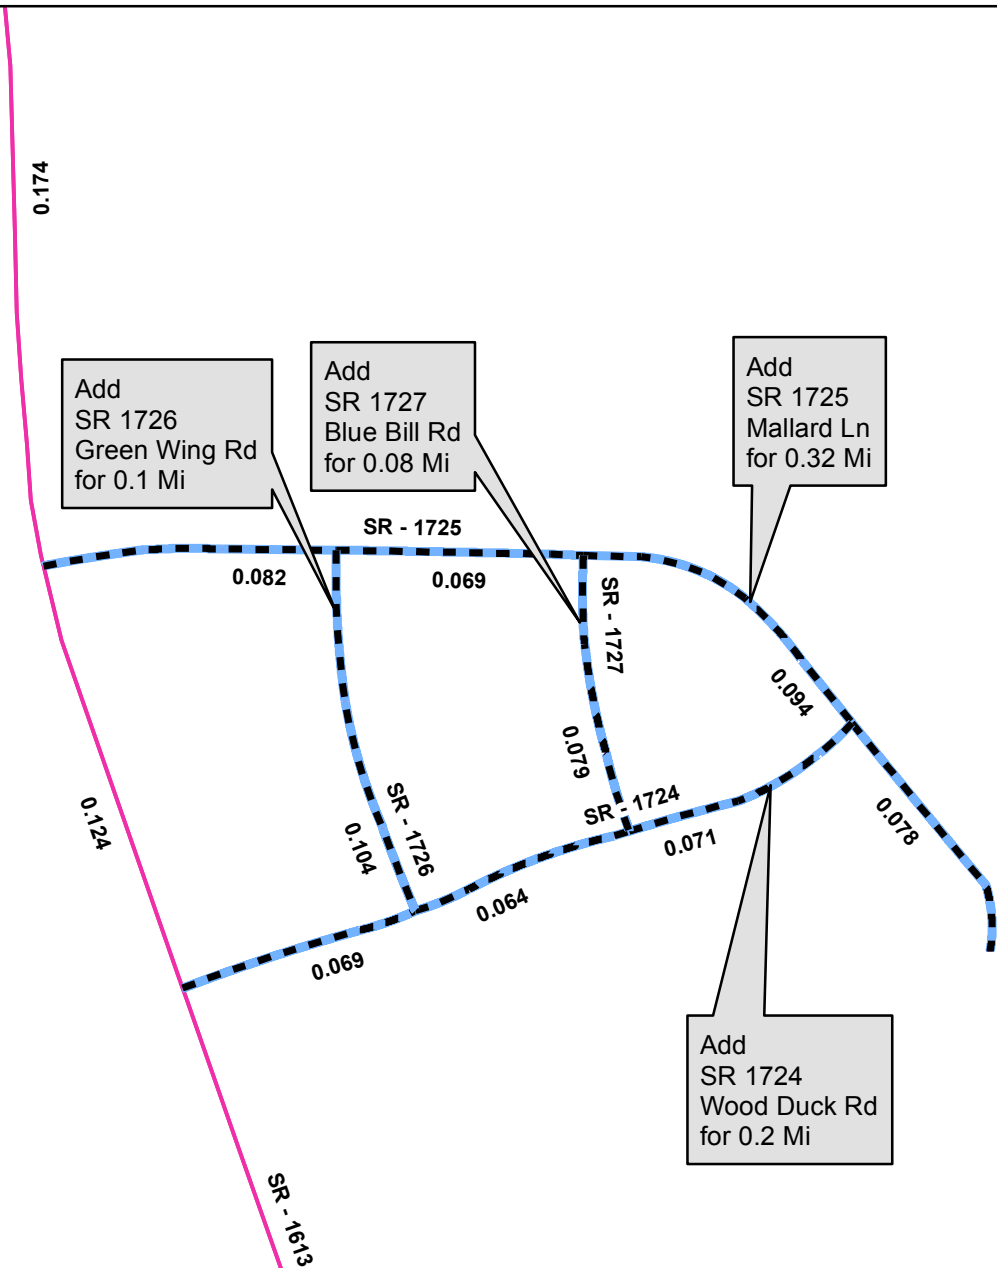 0.174
Add
SR 1726
Green Wing Rd
for 0.1 Mi
Add
SR 1727
Blue Bill Rd
for 0.08 Mi
Add
SR 1725
Mallard Ln
for 0.32 Mi
SR - 1725
0.082
0.069
SR - 1727
0.094
0.079
SR - 1724
0.071
0.078
0.124
0.104
SR - 1726
0.064
0.069
Add
SR 1724
Wood Duck Rd
for 0.2 Mi
SR - 1613